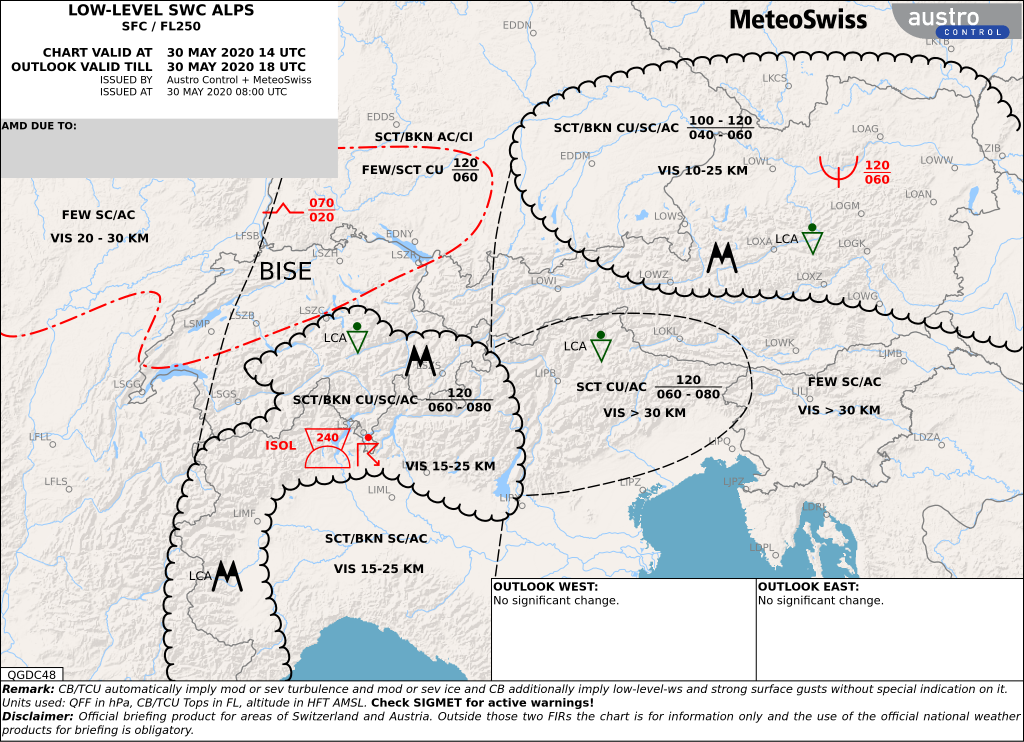 LOW-LEVEL SWC ALPS
SFC / FL250
CHART VALID AT 30 MAY 2020 14 UTC
OUTLOOK VALID TILL 30 MAY 2020 18 UTC
ISSUED BY Austro Control + MeteoSwiss
ISSUED AT 30 MAY 2020 08:00 UTC
AMD DUE TO:
MeteoSwiss
austro
CONTROL
EDDN
LKTB
LKCS
EDDS
SCT/BKN AC/CI
SCT/BKN CU/SC/AC 100 - 120
040 - 060
LOAG
LZIB
EDDM
FEW/SCT CU 120
060
VIS 10-25 KM
LOWL
120
060
LOWW
LOAN
FEW SC/AC
070
020
LOWS
LOGM
VIS 20 - 30 KM
LFSB
EDNY
LOXA
LCA
LOGK
LSZH
LSZR
BISE
LOWI
LOWZ
LOXZ
LOWG
LSZG
LSZB
LSMP
LCA
LCA
LOKL
LOWK
LJMB
LSZS
LIPB
LSGG
LSGS
SCT CU/AC 120
060 - 080
FEW SC/AC
LJLJ
SCT/BKN CU/SC/AC 120
060 - 080
VIS > 30 KM
VIS > 30 KM
LFLL
ISOL
240
LIPQ
LDZA
VIS 15-25 KM
LFLS
LIML
LIPZ
LJPZ
LIMF
LDRI
SCT/BKN SC/AC
LDPL
VIS 15-25 KM
LCA
OUTLOOK WEST:
No significant change.
OUTLOOK EAST:
No significant change.
QGDC48
Remark: CB/TCU automatically imply mod or sev turbulence and mod or sev ice and CB additionally imply low-level-ws and strong surface gusts without special indication on it.
Units used: QFF in hPa, CB/TCU Tops in FL, altitude in HFT AMSL. Check SIGMET for active warnings!
Disclaimer: Official briefing product for areas of Switzerland and Austria. Outside those two FIRs the chart is for information only and the use of the official national weather
products for briefing is obligatory.